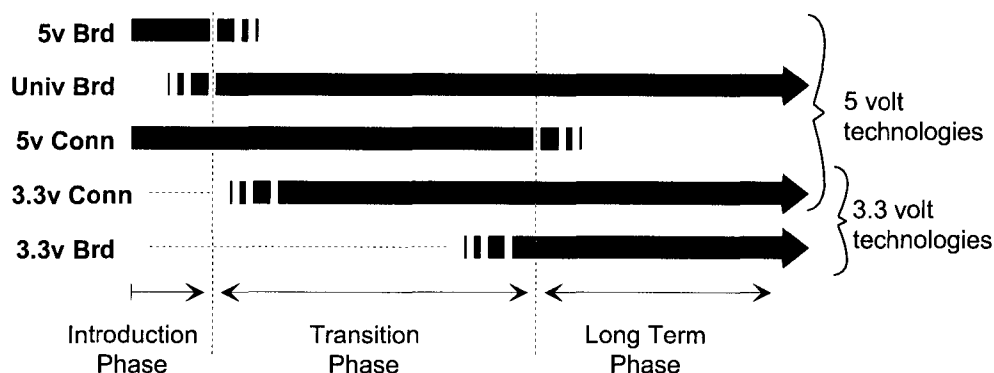 5v Brd
Univ Brd
5v Conn
3.3v Conn
3.3v Brd
5 volt
technologies
3.3 volt
technologies
Introduction
Phase
Transition
Phase
Long Term
Phase